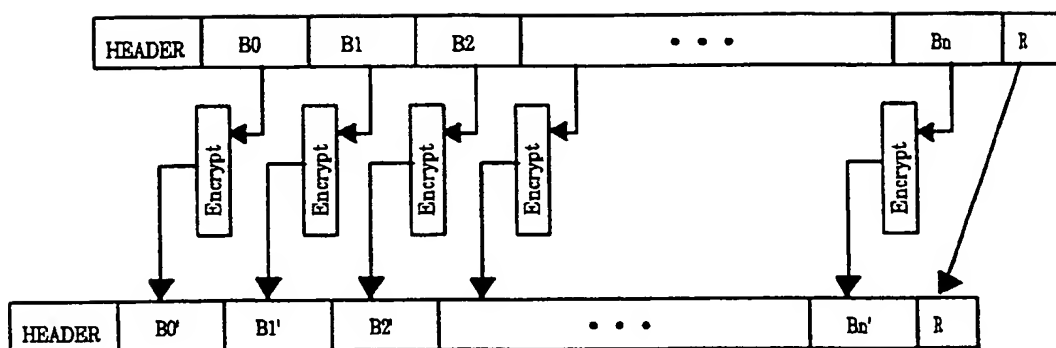 HEADER B0 B1 B2 • • • Bn R
Encrypt Encrypt Encrypt Encrypt Encrypt
HEADER B0' B1' B2' • • • Bn' R